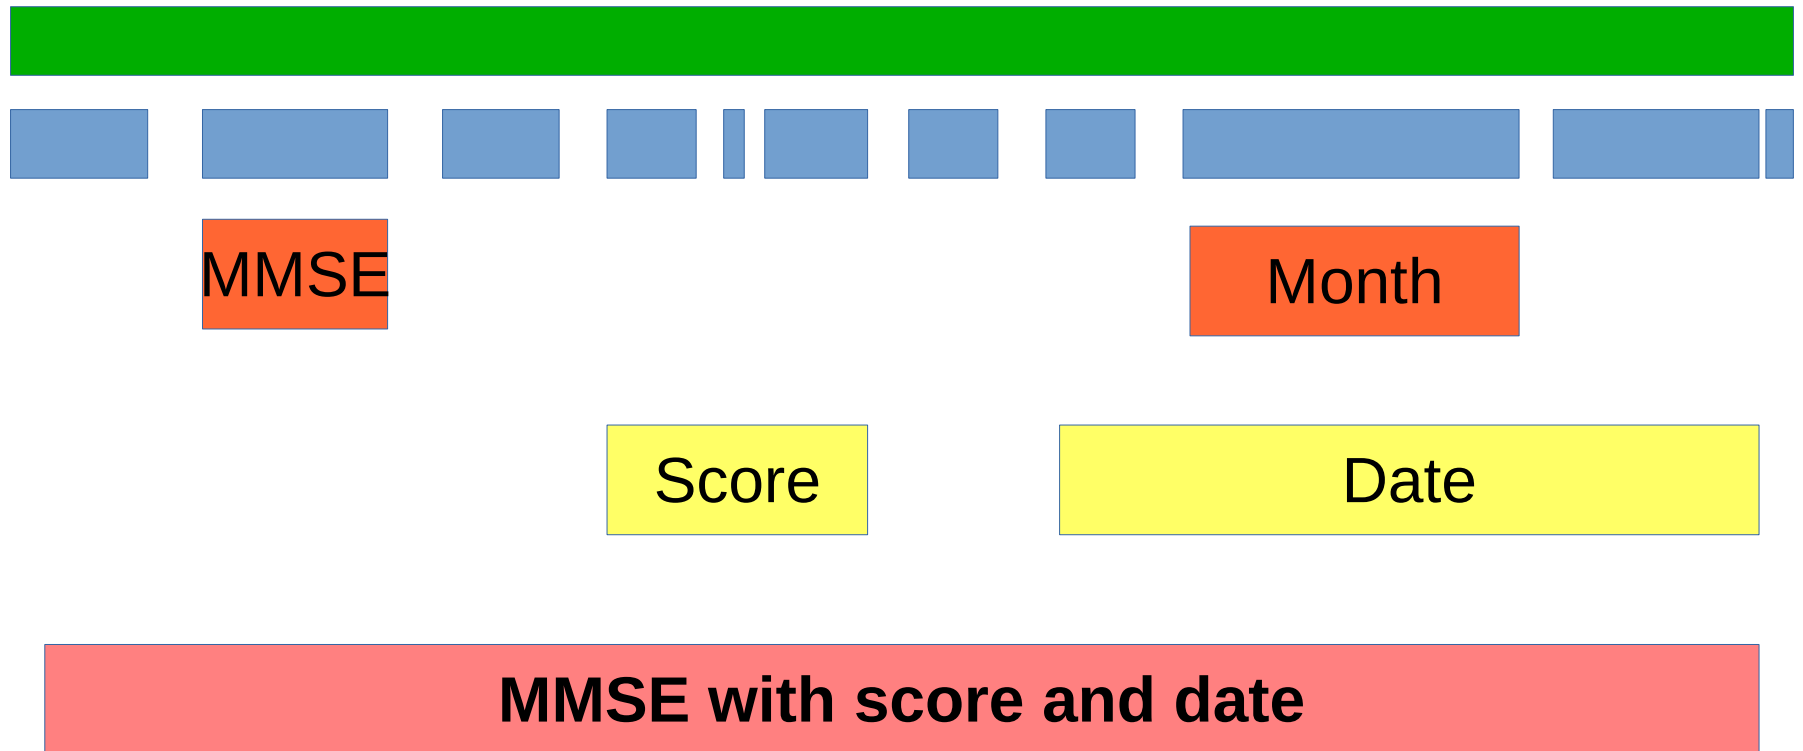 MMSE
Month
Score
Date
MMSE with score and date